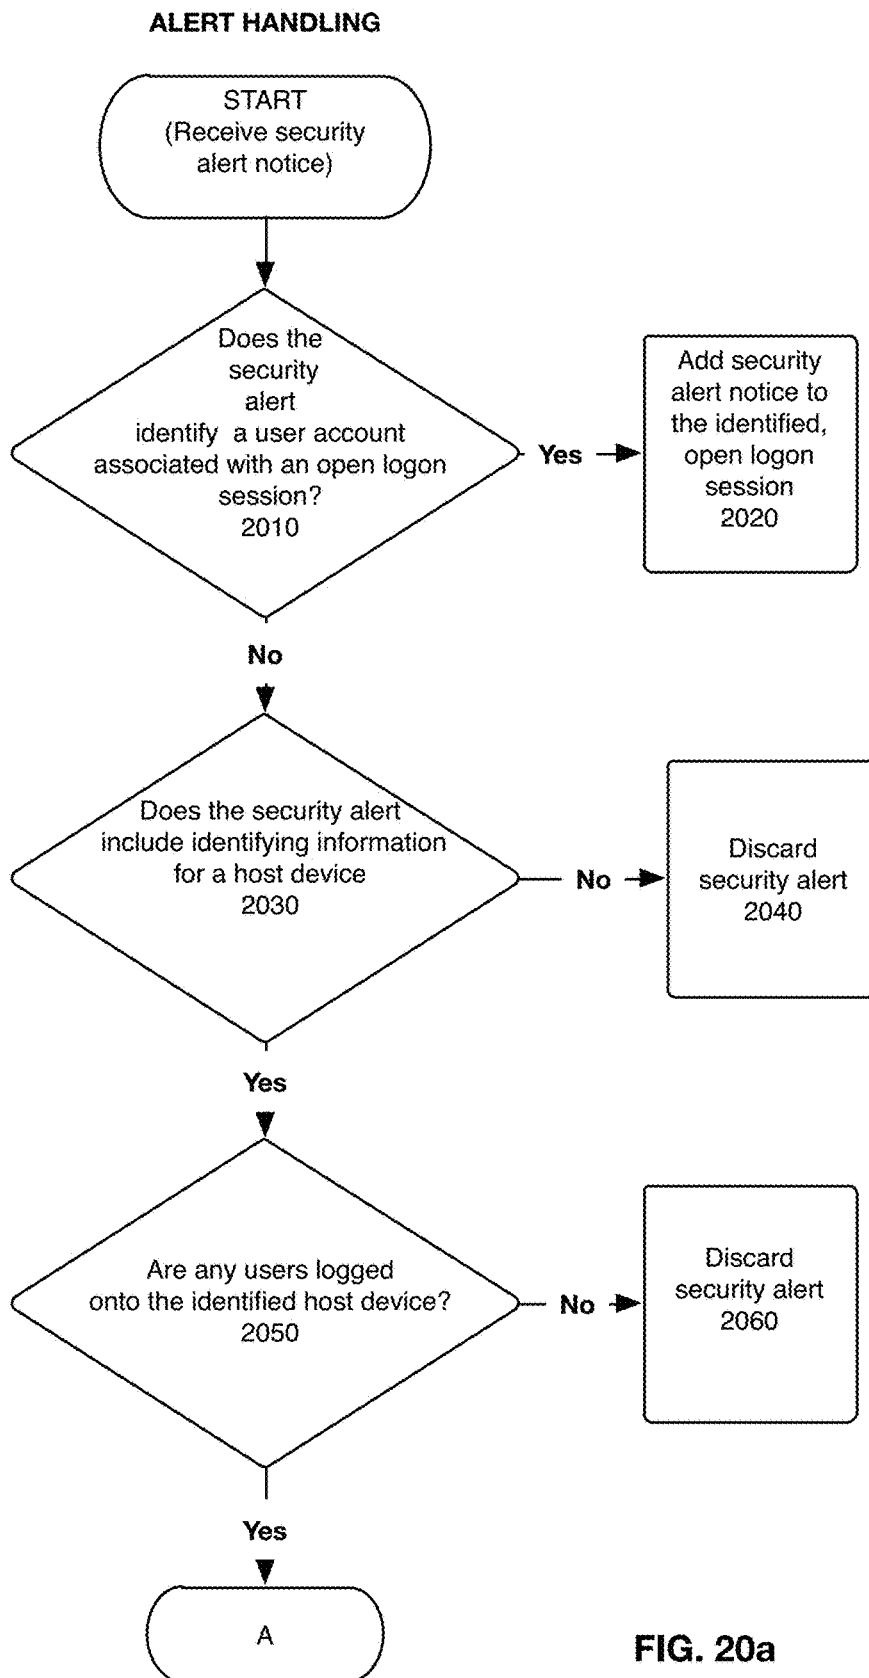 ALERT HANDLING
START
(Receive security
alert notice)
Does the
security
alert
identify a user account
associated with an open logon
session?
2010
Yes
Add security
alert notice to
the identified,
open logon
session
2020
No
Does the security alert
include identifying information
for a host device
2030
No
Discard
security alert
2040
Yes
Are any users logged
onto the identified host device?
2050
No
Discard
security alert
2060
Yes
A
FIG. 20a